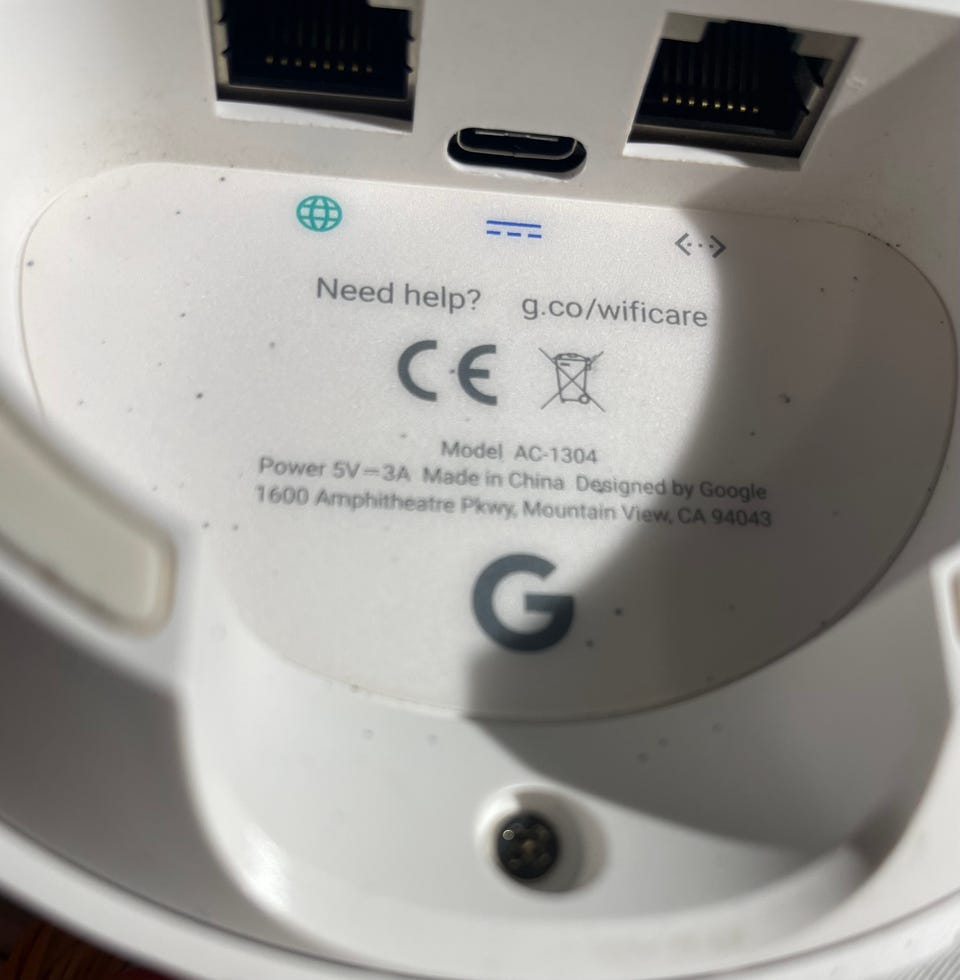 Need help? g.co/wificare
CE
Model AC-1304
Power 5V⎓3A Made in China Designed by Google
1600 Amphitheatre Pkwy, Mountain View, CA 94043
G